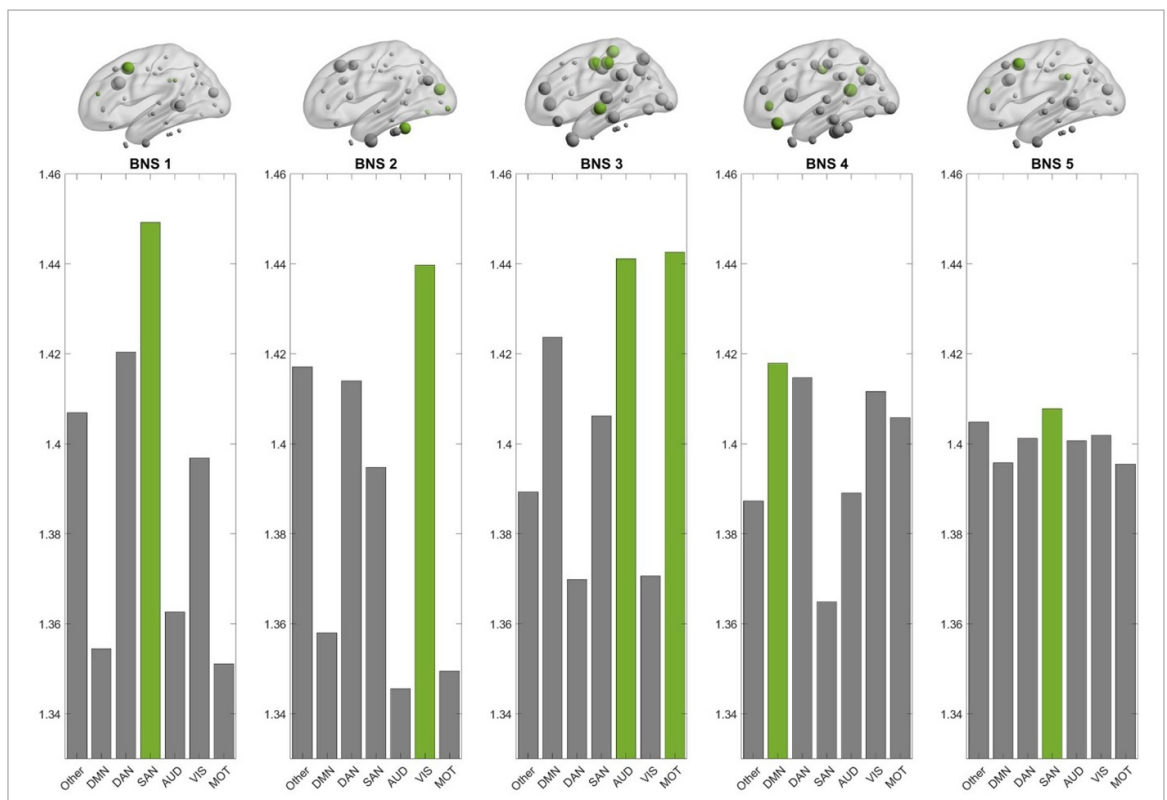 BNS 1 BNS 2 BNS 3 BNS 4 BNS 5
1.46 1.46 1.46 1.46 1.46
1.44 1.44 1.44 1.44 1.44
1.42 1.42 1.42 1.42 1.42
1.4 1.4 1.4 1.4 1.4
1.38 1.38 1.38 1.38 1.38
1.36 1.36 1.36 1.36 1.36
1.34 1.34 1.34 1.34 1.34
Other DMN DAN SAN AUD VIS MOT Other DMN DAN SAN AUD VIS MOT Other DMN DAN SAN AUD VIS MOT Other DMN DAN SAN AUD VIS MOT Other DMN DAN SAN AUD VIS MOT